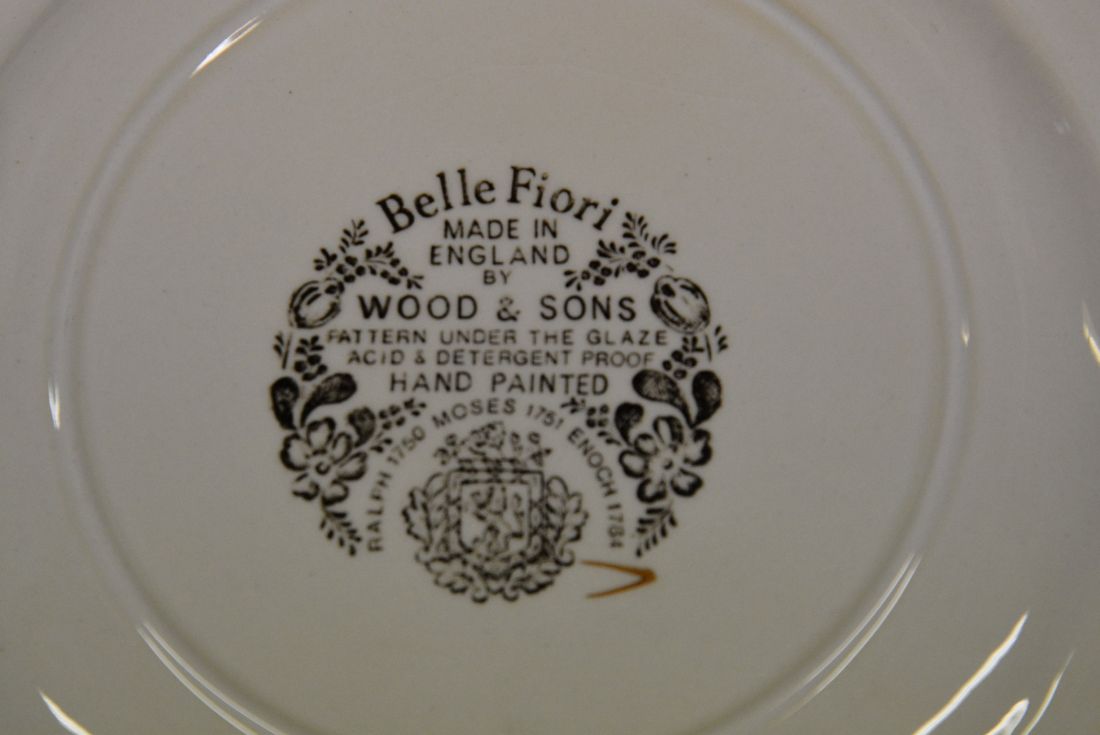 Belle Fiori
MADE IN
ENGLAND
BY
WOOD & SONS
PATTERN UNDER THE GLAZE
ACID & DETERGENT PROOF
HAND PAINTED
RALPH 1750 MOSES 1751 ENOCH 1784